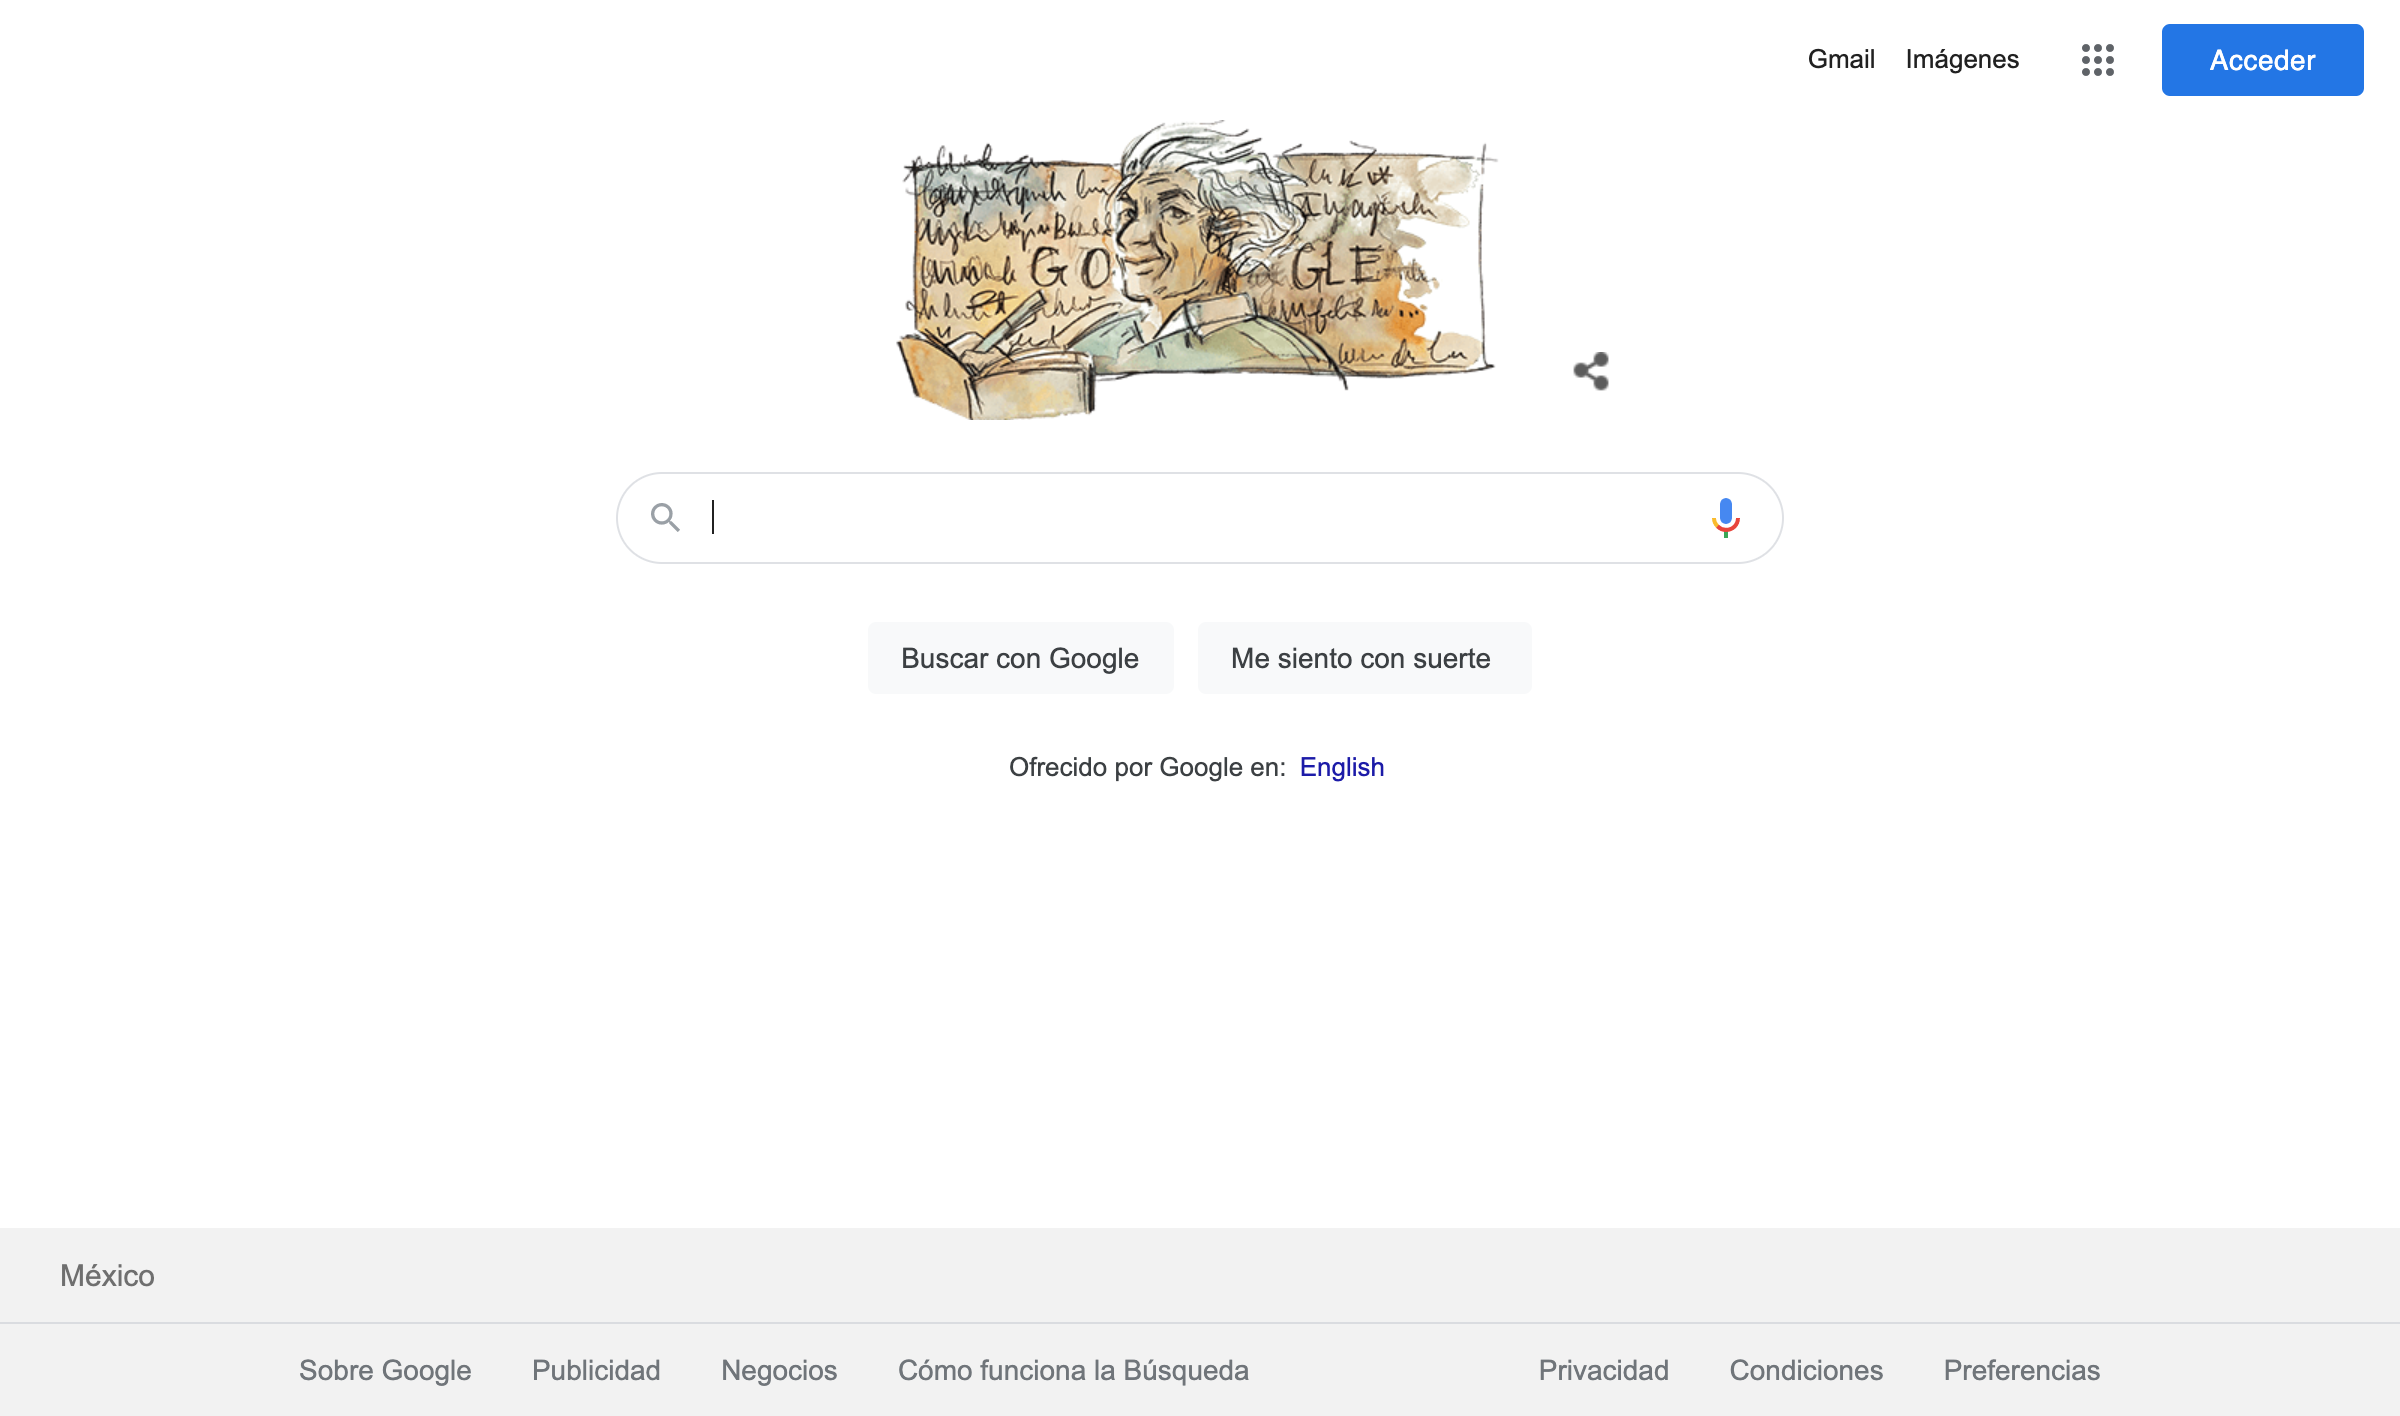 Gmail Imágenes Acceder
GO GLE
Buscar con Google Me siento con suerte
Ofrecido por Google en: English
México
Sobre Google Publicidad Negocios Cómo funciona la Búsqueda Privacidad Condiciones Preferencias